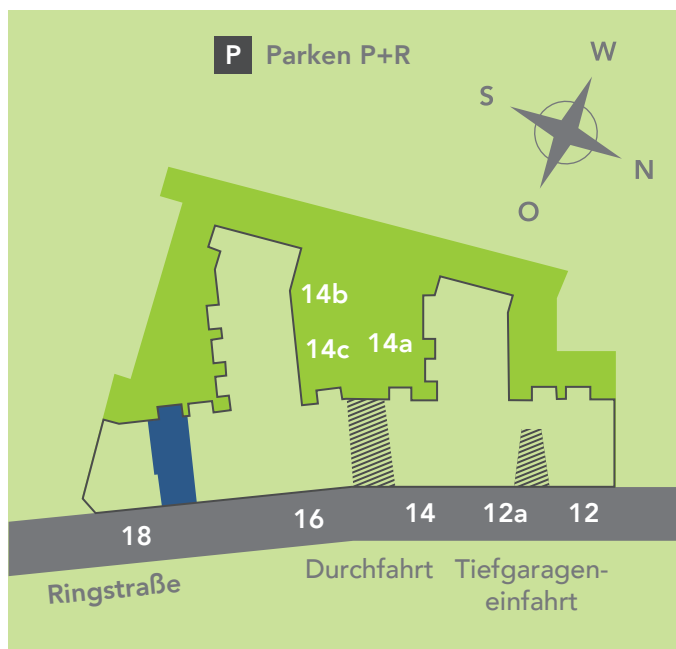 P Parken P+R
W
S
N
O
14b
14c 14a
18 16 14 12a 12
Ringstraße
Durchfahrt
Tiefgaragen-
einfahrt